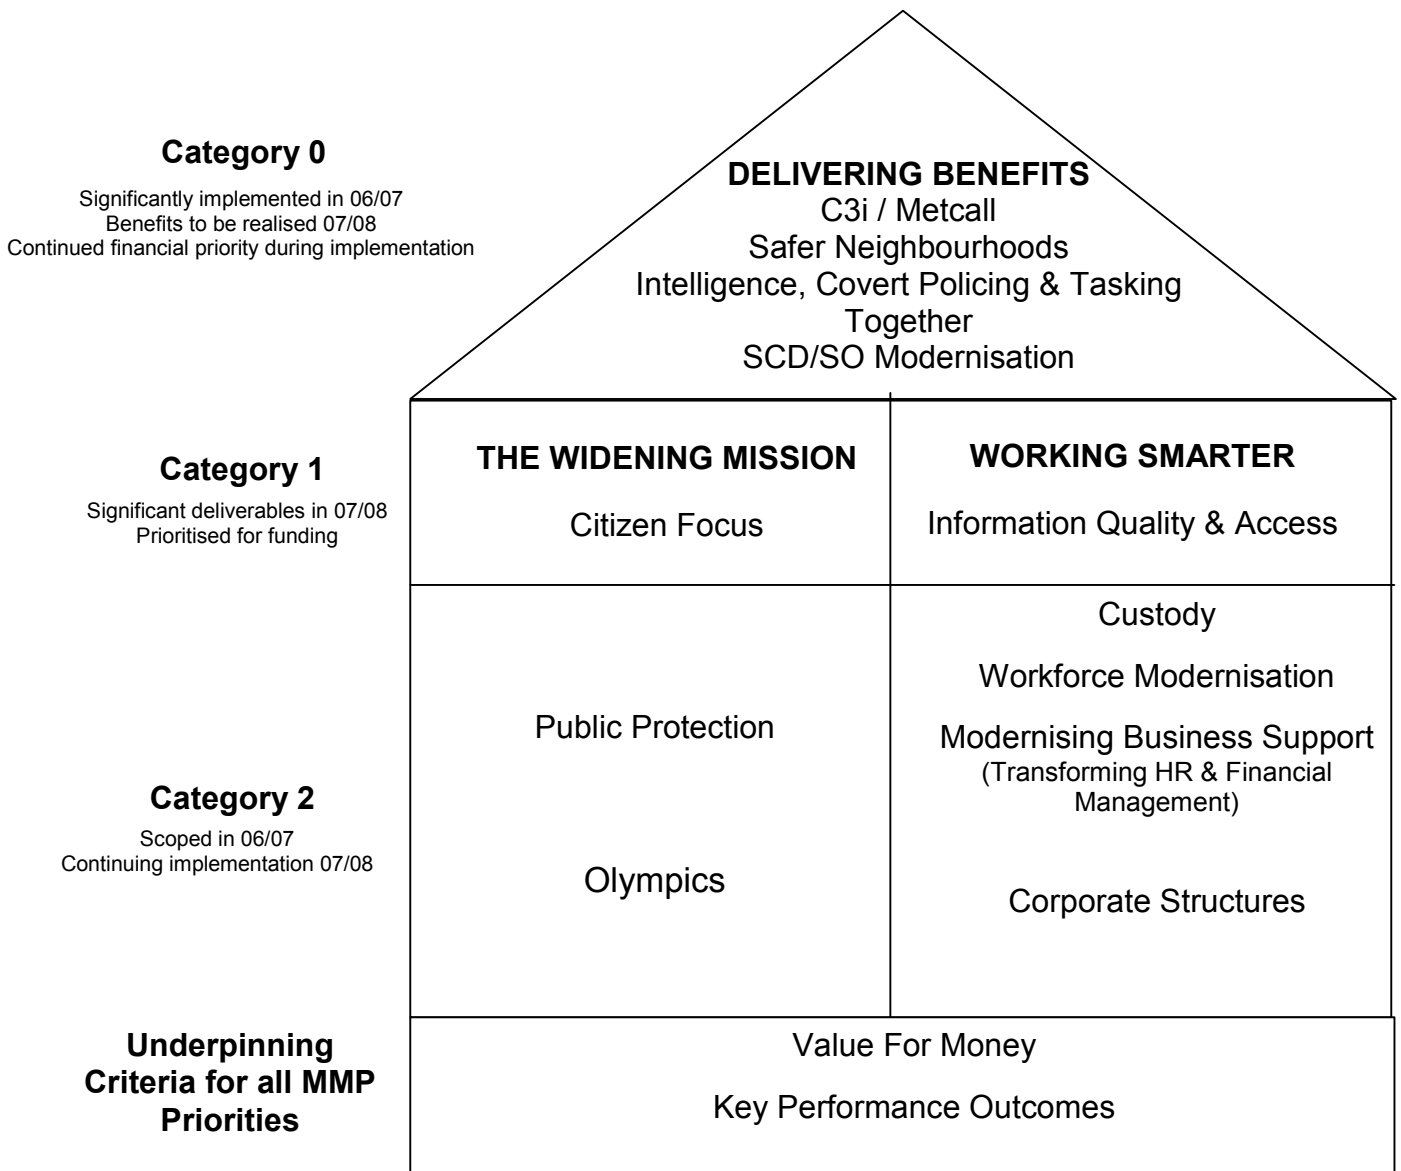 Category 0
Significantly implemented in 06/07
Benefits to be realised 07/08
Continued financial priority during implementation
DELIVERING BENEFITS
C3i / Metcall
Safer Neighbourhoods
Intelligence, Covert Policing & Tasking
Together
SCD/SO Modernisation
Category 1
Significant deliverables in 07/08
Prioritised for funding
THE WIDENING MISSION
Citizen Focus
WORKING SMARTER
Information Quality & Access
Category 2
Scoped in 06/07
Continuing implementation 07/08
Public Protection
Olympics
Custody
Workforce Modernisation
Modernising Business Support
(Transforming HR & Financial
Management)
Corporate Structures
Underpinning
Criteria for all MMP
Priorities
Value For Money
Key Performance Outcomes